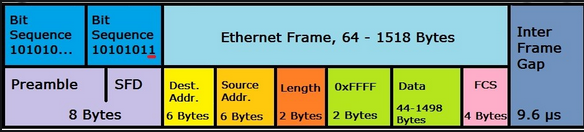 Bit
Sequence
101010...
Bit
Sequence
10101011
Ethernet Frame, 64 - 1518 Bytes
Inter
Frame
Gap
Preamble
SFD
8 Bytes
Dest.
Addr.
6 Bytes
Source
Addr.
6 Bytes
Length
2 Bytes
0xFFFF
2 Bytes
Data
44-1498
Bytes
FCS
4 Bytes
9.6 µs